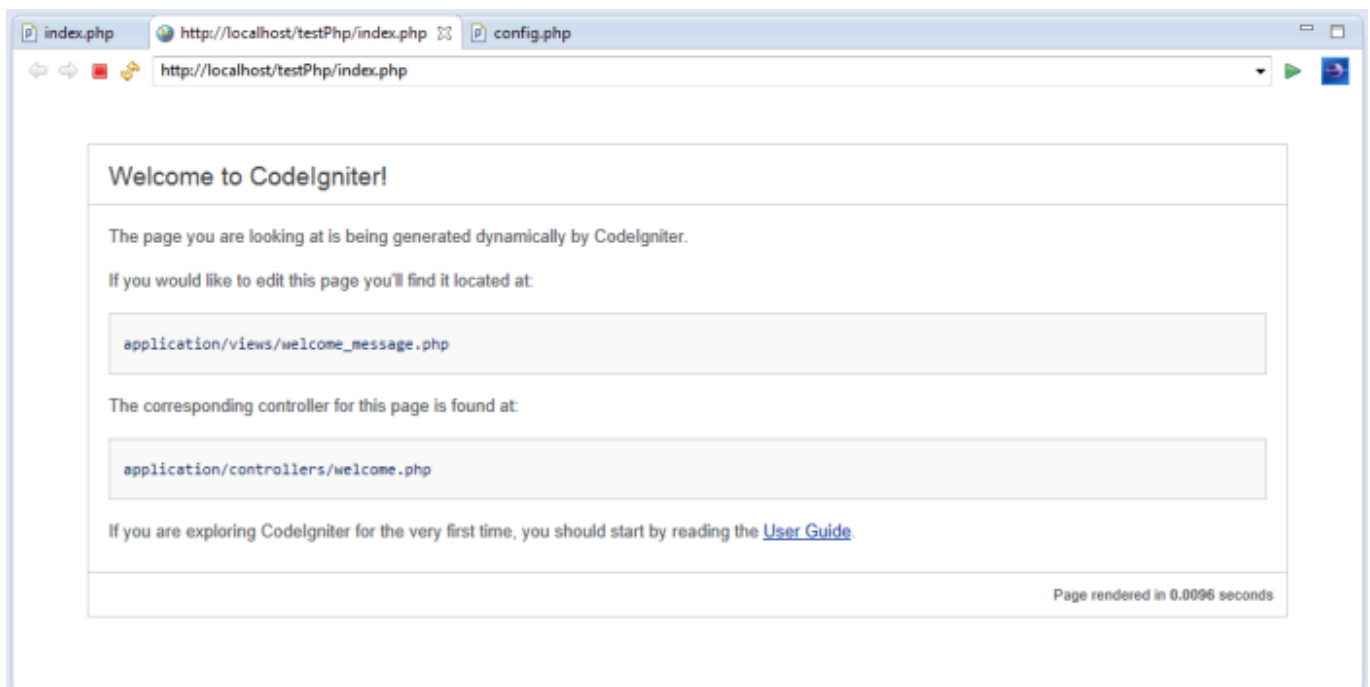 index.php http://localhost/testPhp/index.php config.php
http://localhost/testPhp/index.php
Welcome to CodeIgniter!
The page you are looking at is being generated dynamically by CodeIgniter.
If you would like to edit this page you'll find it located at:
application/views/welcome_message.php
The corresponding controller for this page is found at:
application/controllers/welcome.php
If you are exploring CodeIgniter for the very first time, you should start by reading the User Guide.
Page rendered in 0.0096 seconds